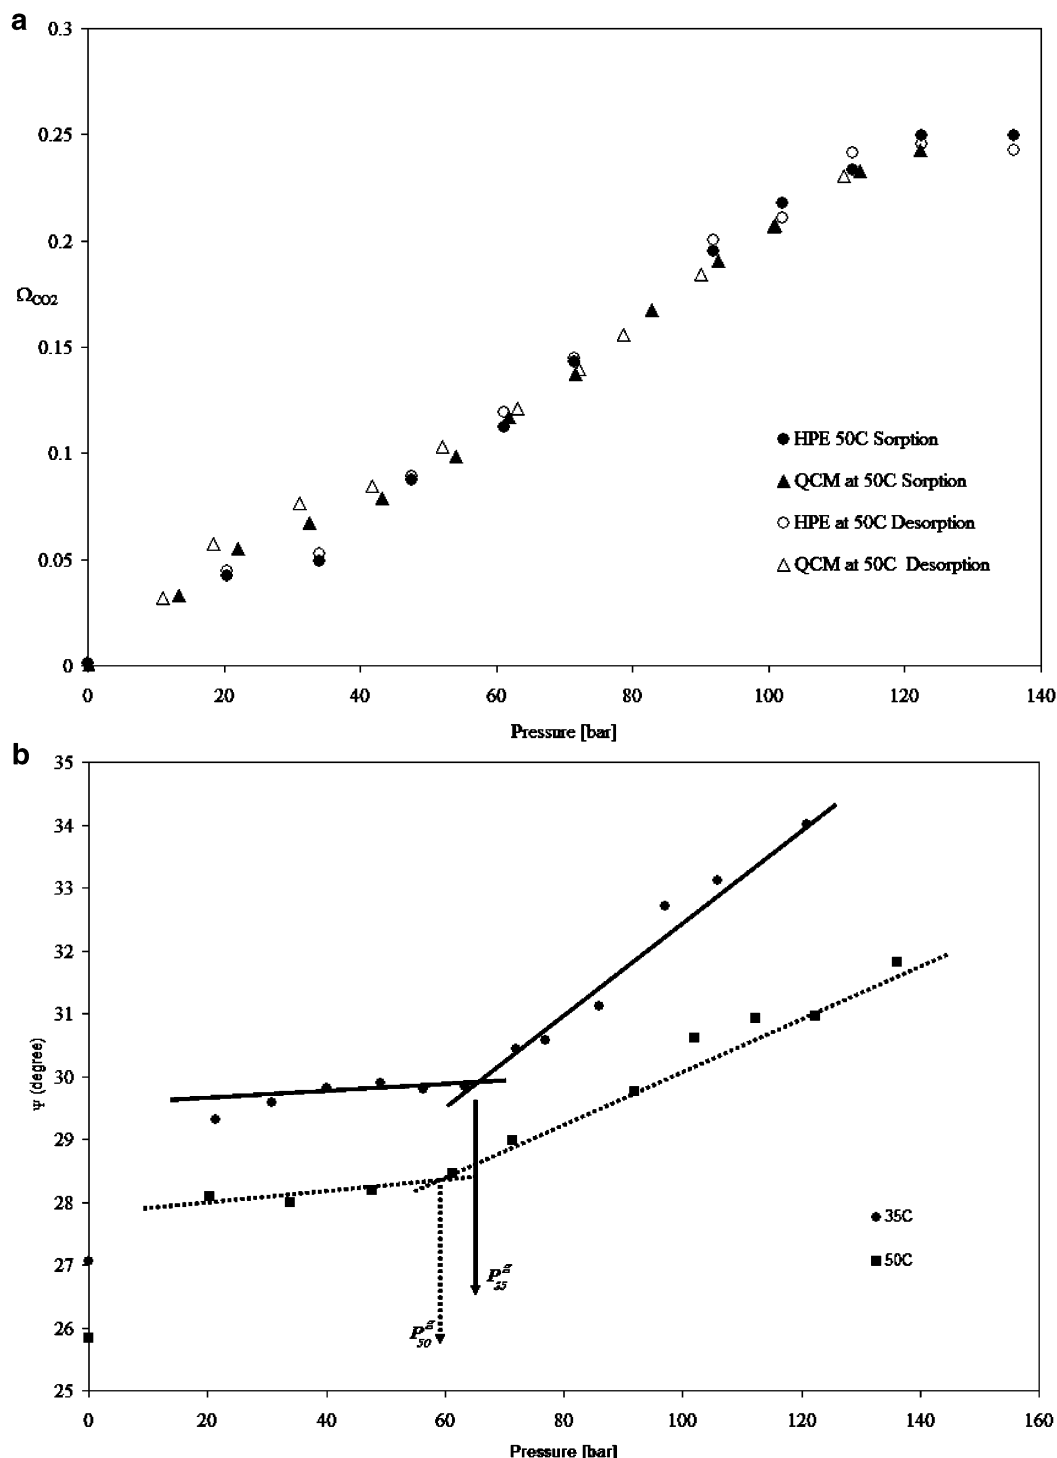 a
0.3
0.25
0.2
Ω_CO2
0.15
0.1
0.05
0
HPE 50C Sorption
QCM at 50C Sorption
HPE at 50C Desorption
QCM at 50C Desorption
0 20 40 60 80 100 120 140
Pressure [bar]
b
35
34
33
32
31
30
Ψ (degree)
29
28
27
26
25
35C
50C
0 20 40 60 80 100 120 140 160
Pressure [bar]